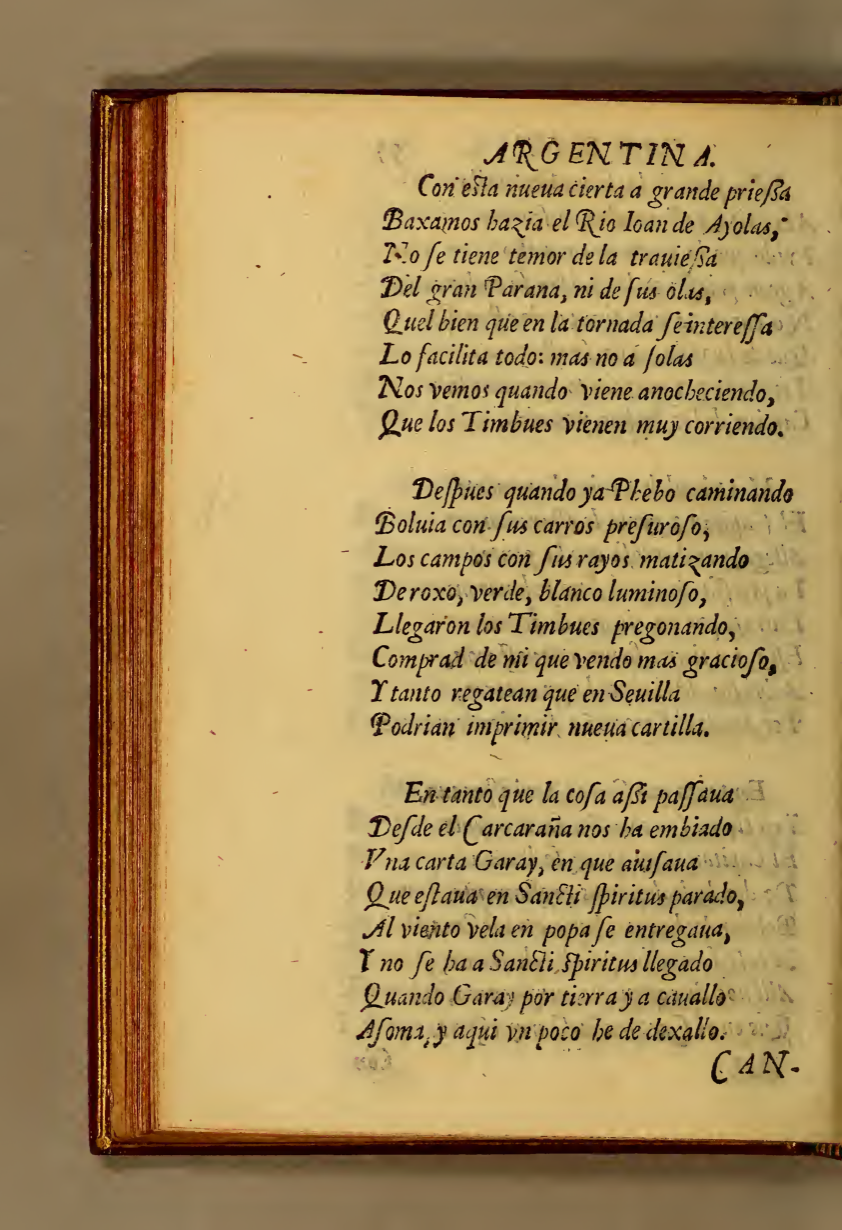 ARGENTINA.
Con esta nueua cierta a grande prießa
Baxamos hazia el Rio Ioan de Ayolas,
No ſe tiene temor de la trauießa
Del gran Parana, ni de ſus olas,
Quel bien que en la tornada ſe intereſſa
Lo facilita todo: mas no a ſolas
Nos vemos quando viene anocheciendo,
Que los Timbues vienen muy corriendo.
Deſpues quando ya Phebo caminando
Boluia con ſus carros preſuroſo,
Los campos con ſus rayos matizando
De roxo, verde, blanco luminoſo,
Llegaron los Timbues pregonando,
Comprad de mi que vendo mas gracioſo,
Y tanto regatean que en Seuilla
Podrian imprimir nueua cartilla.
En tanto que la coſa aßi paſſaua
Deſde el Carcaraña nos ha embiado
Vna carta Garay, en que auiſaua
Que eſtaua en Sancti ſpiritus parado,
Al viento vela en popa ſe entregaua,
Y no ſe ha a Sancti Spiritus llegado
Quando Garay por tierra y a cauallo
Aſoma, y aqui vn poco he de dexallo.
CAN-